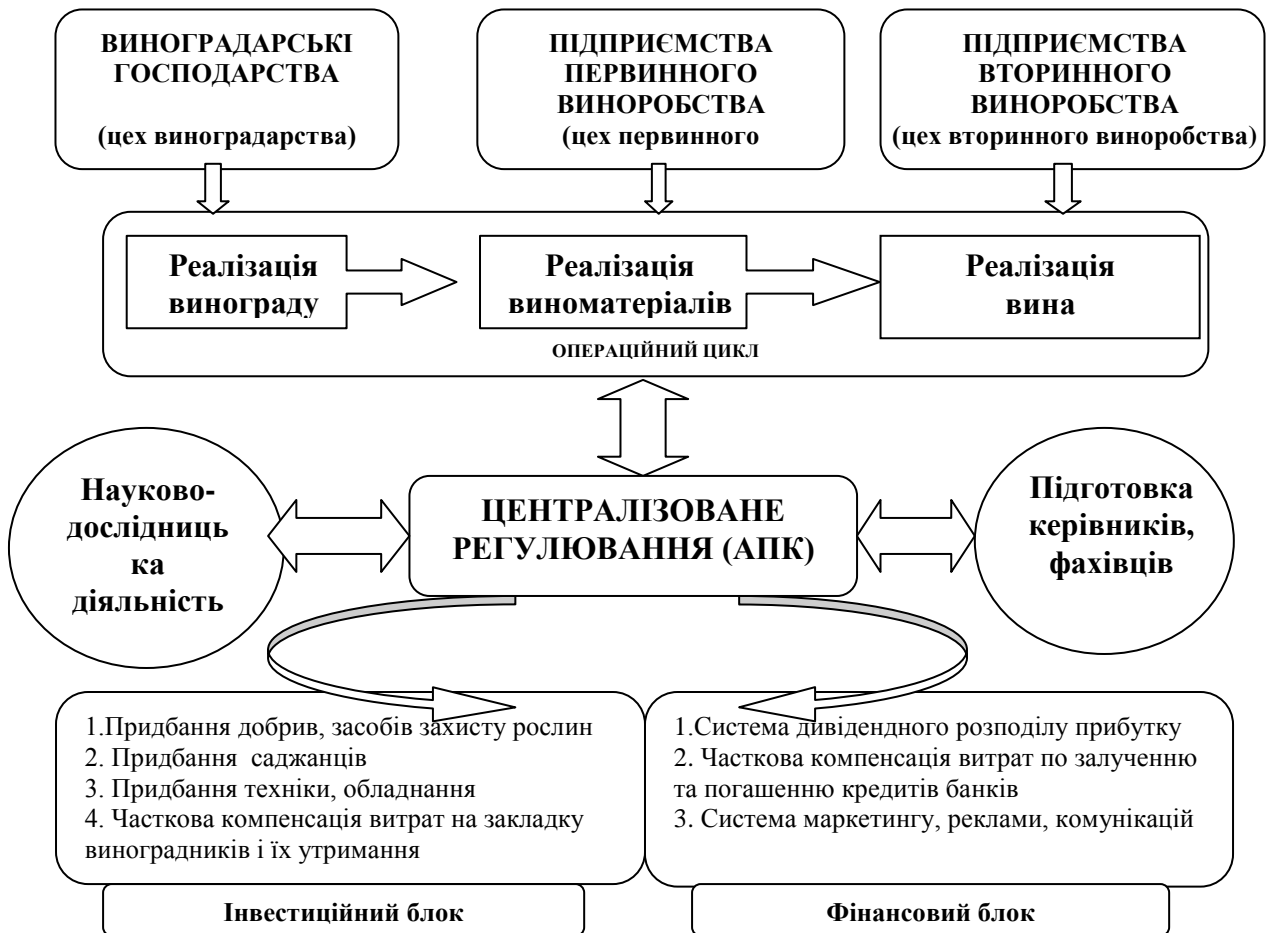 ВИНОГРАДАРСЬКІ
ГОСПОДАРСТВА
(цех виноградарства)
ПІДПРИЄМСТВА
ПЕРВИННОГО
ВИНОРОБСТВА
(цех первинного
ПІДПРИЄМСТВА
ВТОРИННОГО
ВИНОРОБСТВА
(цех вторинного виноробства)
Реалізація
винограду
Реалізація
виноматеріалів
Реалізація
вина
ОПЕРАЦІЙНИЙ ЦИКЛ
Науково-
дослідниць
ка
діяльність
ЦЕНТРАЛІЗОВАНЕ
РЕГУЛЮВАННЯ (АПК)
Підготовка
керівників,
фахівців
1.Придбання добрив, засобів захисту рослин
2. Придбання саджанців
3. Придбання техніки, обладнання
4. Часткова компенсація витрат на закладку
виноградників і їх утримання
Інвестиційний блок
1.Система дивідендного розподілу прибутку
2. Часткова компенсація витрат по залученню
та погашенню кредитів банків
3. Система маркетингу, реклами, комунікацій
Фінансовий блок